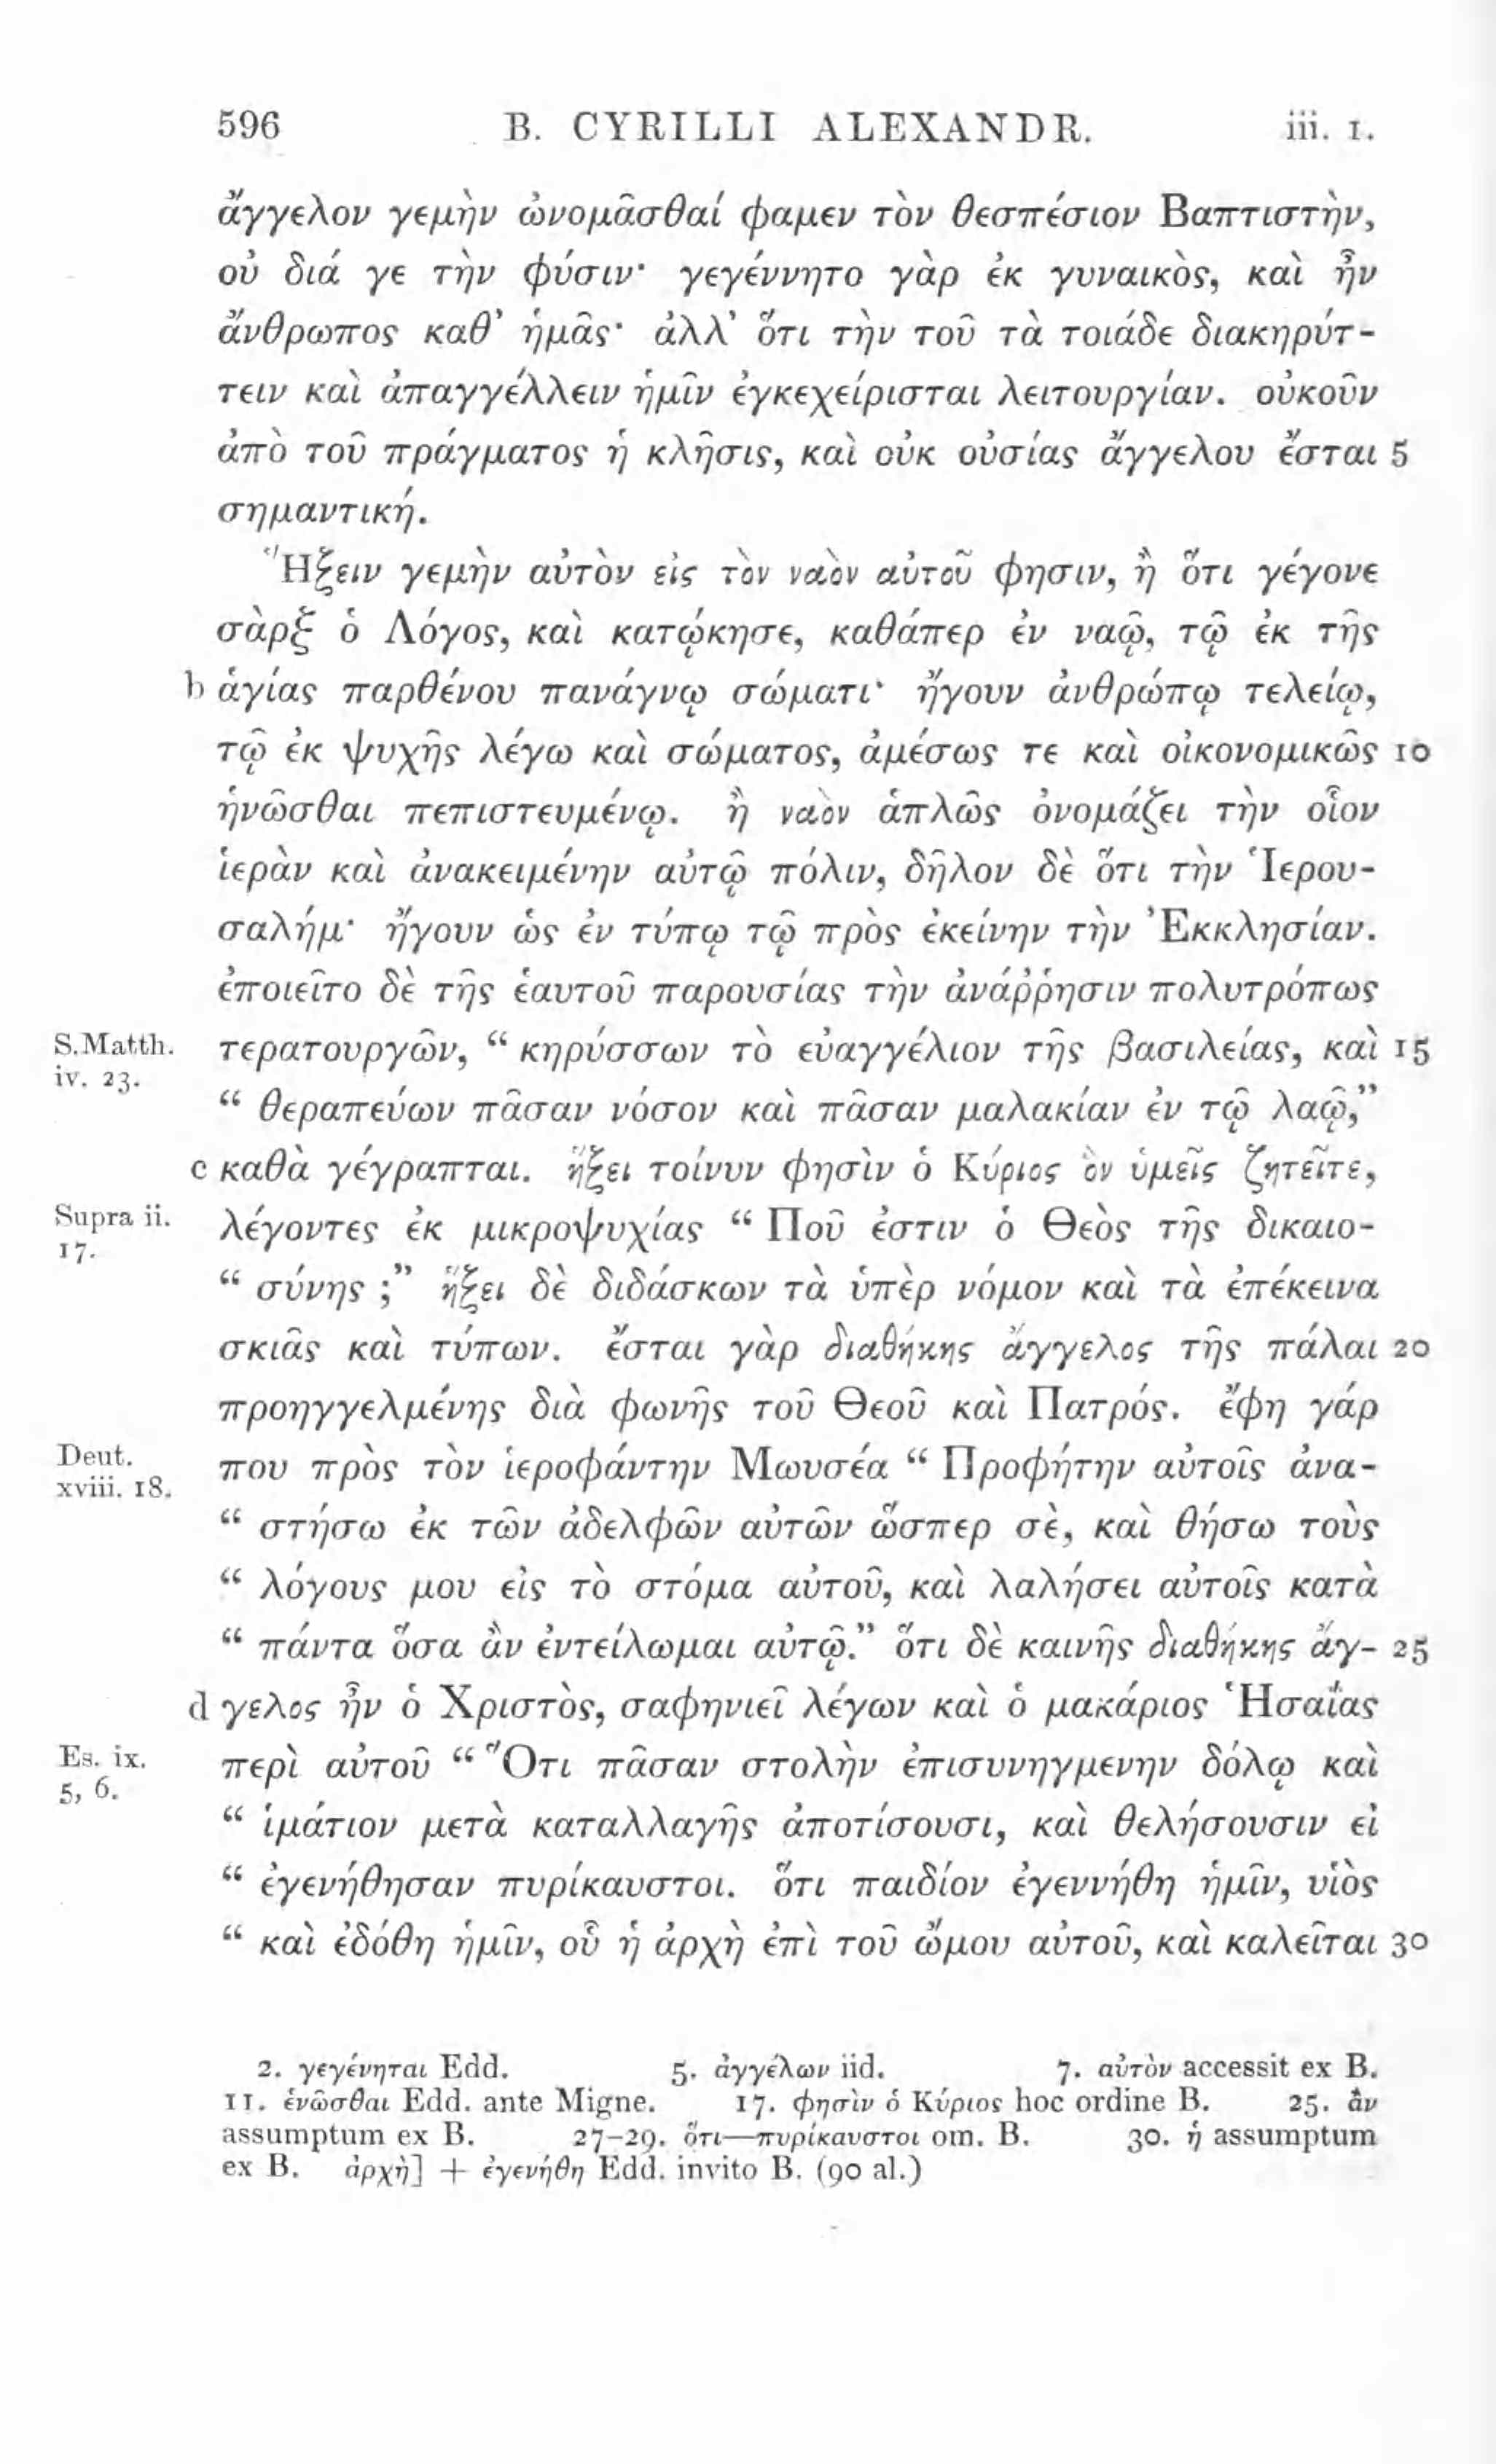 596 B. CYRILLI ALEXANDR. iii. 1.
ἄγγελον γεμὴν ὠνομᾶσθαί φαμεν τὸν θεσπέσιον Βαπτιστὴν,
οὐ διά γε τὴν φύσιν· γεγέννητο γὰρ ἐκ γυναικὸς, καὶ ἦν
ἄνθρωπος καθ' ἡμᾶς· ἀλλ' ὅτι τὴν τοῦ τὰ τοιάδε διακηρύτ-
τειν καὶ ἀπαγγέλλειν ἡμῖν ἐγκεχείρισται λειτουργίαν. οὐκοῦν
ἀπὸ τοῦ πράγματος ἡ κλῆσις, καὶ οὐκ οὐσίας ἄγγελου ἔσται 5
σημαντική.
Ἥξειν γεμὴν αὐτὸν εἰς τὸν ναὸν αὐτοῦ φησιν, ἢ ὅτι γέγονε
σὰρξ ὁ Λόγος, καὶ κατῴκησε, καθάπερ ἐν ναῷ, τῷ ἐκ τῆς
b ἁγίας παρθένου πανάγνῳ σώματι· ἤγουν ἀνθρώπῳ τελείῳ,
τῷ ἐκ ψυχῆς λέγω καὶ σώματος, ἀμέσως τε καὶ οἰκονομικῶς 10
ἡνῶσθαι πεπιστευμένῳ. ἢ ναὸν ἁπλῶς ὀνομάζει τὴν οἷον
ἱερὰν καὶ ἀνακειμένην αὐτῷ πόλιν, δῆλον δὲ ὅτι τὴν Ἱερου-
σαλήμ· ἤγουν ὡς ἐν τύπῳ τῷ πρὸς ἐκείνην τὴν Ἐκκλησίαν.
ἐποιεῖτο δὲ τῆς ἑαυτοῦ παρουσίας τὴν ἀνάῤῥησιν πολυτρόπως
S.Matth. iv. 23. τερατουργῶν, “ κηρύσσων τὸ εὐαγγέλιον τῆς βασιλείας, καὶ 15
“ θεραπεύων πᾶσαν νόσον καὶ πᾶσαν μαλακίαν ἐν τῷ λαῷ,”
c καθὰ γέγραπται. ἥξει τοίνυν φησὶν ὁ Κύριος ὃν ὑμεῖς ζητεῖτε,
Supra ii. 17. λέγοντες ἐκ μικροψυχίας “ Ποῦ ἐστιν ὁ Θεὸς τῆς δικαιο-
“ σύνης ;” ἥξει δὲ διδάσκων τὰ ὑπὲρ νόμον καὶ τὰ ἐπέκεινα
σκιᾶς καὶ τύπων. ἔσται γὰρ διαθήκης ἄγγελος τῆς πάλαι 20
προηγγελμένης διὰ φωνῆς τοῦ Θεοῦ καὶ Πατρός. ἔφη γάρ
Deut. xviii. 18. που πρὸς τὸν ἱεροφάντην Μωυσέα “ Προφήτην αὐτοῖς ἀνα-
“ στήσω ἐκ τῶν ἀδελφῶν αὐτῶν ὥσπερ σὲ, καὶ θήσω τοὺς
“ λόγους μου εἰς τὸ στόμα αὐτοῦ, καὶ λαλήσει αὐτοῖς κατὰ
“ πάντα ὅσα ἂν ἐντείλωμαι αὐτῷ.” ὅτι δὲ καινῆς διαθήκης ἄγ- 25
d γελος ἦν ὁ Χριστὸς, σαφηνιεῖ λέγων καὶ ὁ μακάριος Ἡσαΐας
Es. ix. 5, 6. περὶ αὐτοῦ “ Ὅτι πᾶσαν στολὴν ἐπισυνηγμενην δόλῳ καὶ
“ ἱμάτιον μετὰ καταλλαγῆς ἀποτίσουσι, καὶ θελήσουσιν εἰ
“ ἐγενήθησαν πυρίκαυστοι. ὅτι παιδίον ἐγεννήθη ἡμῖν, υἱὸς
“ καὶ ἐδόθη ἡμῖν, οὗ ἡ ἀρχὴ ἐπὶ τοῦ ὤμου αὐτοῦ, καὶ καλεῖται 30
2. γεγένηται Edd. 5. ἀγγέλων iid. 7. αὐτὸν accessit ex B.
11. ἑνῶσθαι Edd. ante Migne. 17. φησὶν ὁ Κύριος hoc ordine B. 25. ἂν
assumptum ex B. 27–29. ὅτι—πυρίκαυστοι om. B. 30. ἡ assumptum
ex B. ἀρχὴ] + ἐγενήθη Edd. invito B. (90 al.)